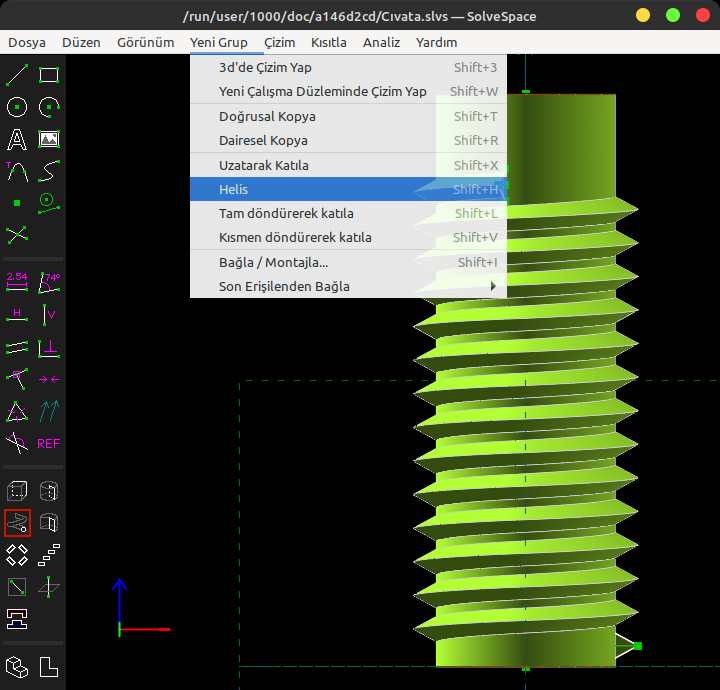 /run/user/1000/doc/a146d2cd/Cıvata.slvs — SolveSpace
Dosya Düzen Görünüm Yeni Grup Çizim Kısıtla Analiz Yardım
3d'de Çizim Yap Shift+3
Yeni Çalışma Düzleminde Çizim Yap Shift+W
Doğrusal Kopya Shift+T
Dairesel Kopya Shift+R
Uzatarak Katıla Shift+X
Helis Shift+H
Tam döndürerek katıla Shift+L
Kısmen döndürerek katıla Shift+V
Bağla / Montajla... Shift+I
Son Erişilenden Bağla
A
T
2.54 74°
H V
REF